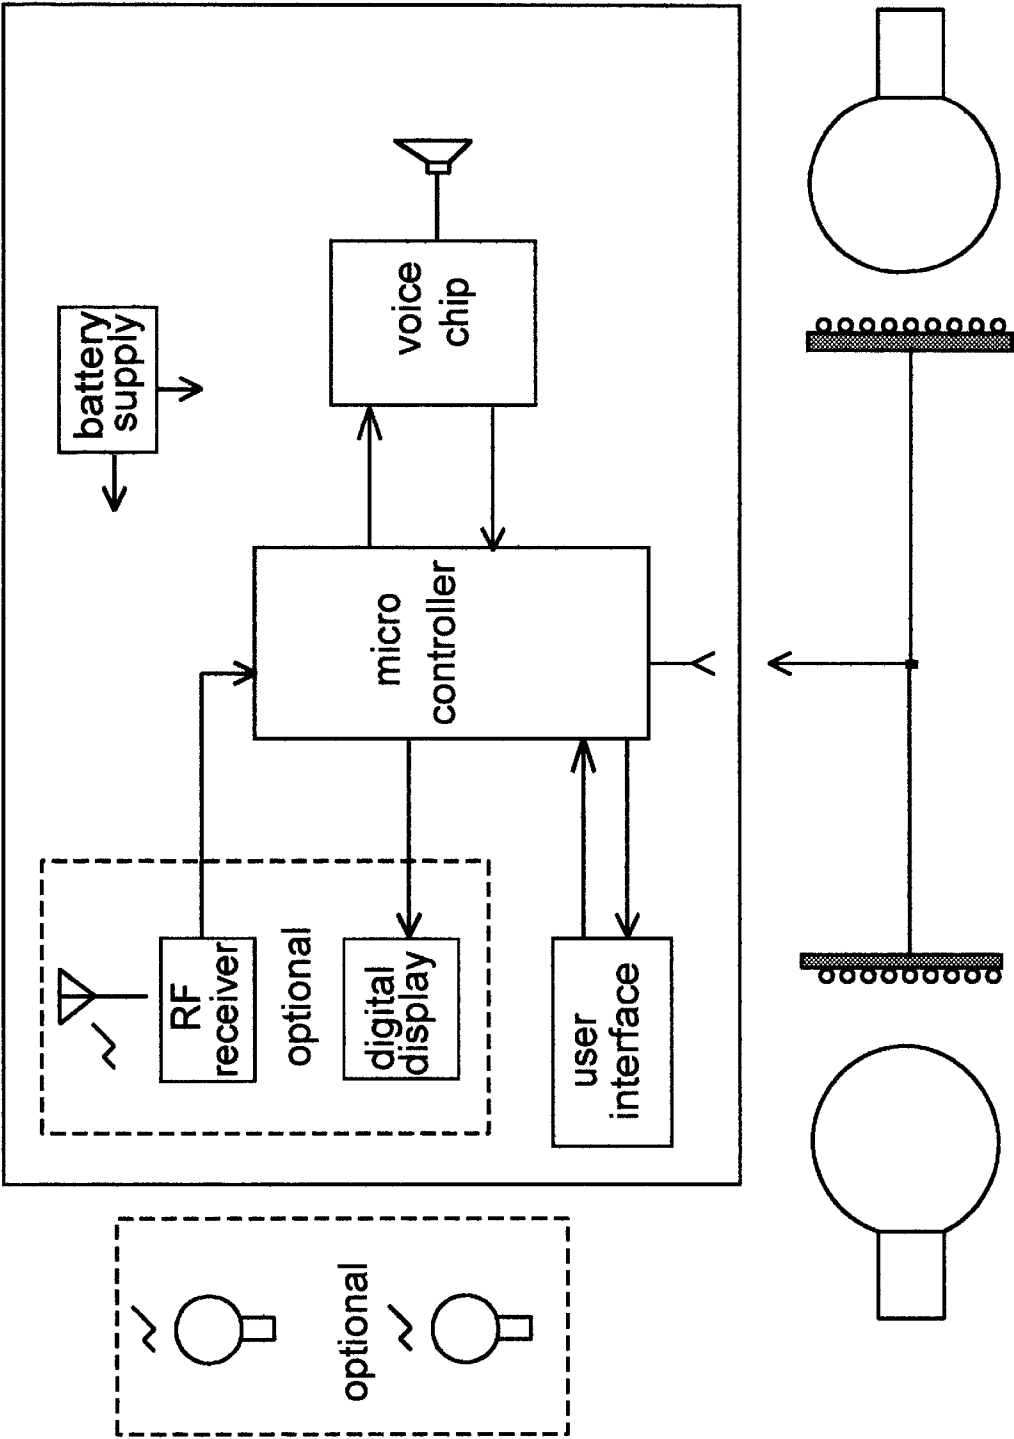 battery
supply
voice
chip
micro
controller
RF
receiver
optional
digital
display
user
interface
optional